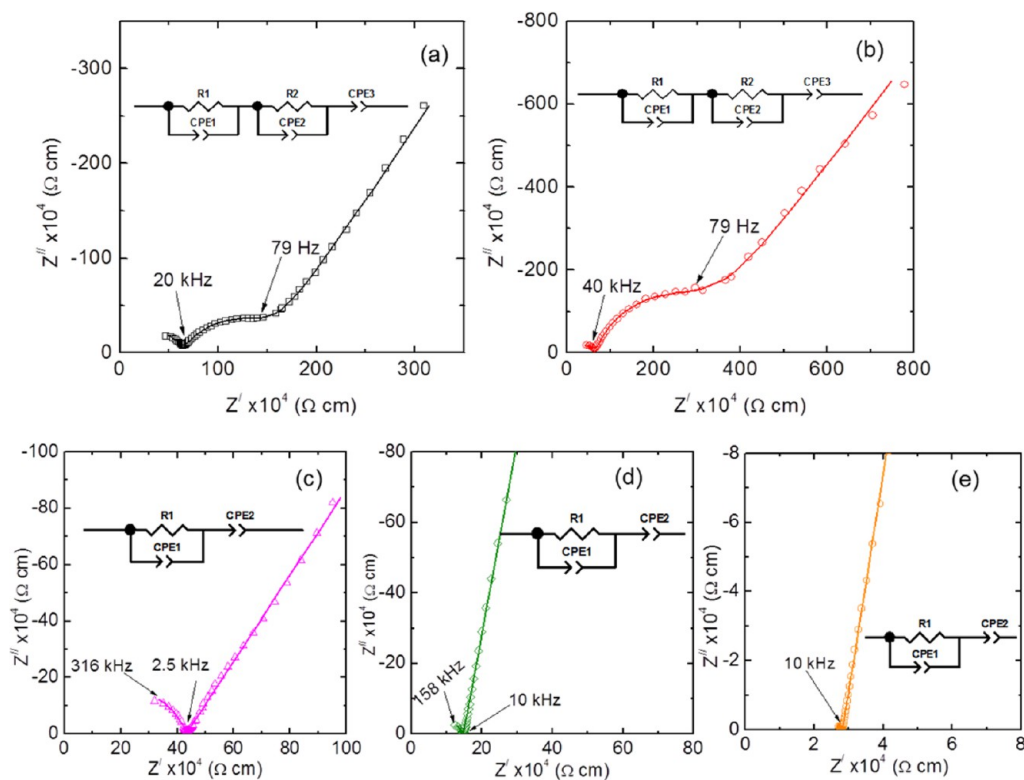 (a)
-300
-200
-100
0
Z// x10⁴ (Ω cm)
R1 R2 CPE3
CPE1 CPE2
20 kHz
79 Hz
0 100 200 300
Z/ x10⁴ (Ω cm)
(b)
-800
-600
-400
-200
0
Z// x10⁴ (Ω cm)
R1 R2 CPE3
CPE1 CPE2
40 kHz
79 Hz
0 200 400 600 800
Z/ x10⁴ (Ω cm)
(c)
-100
-80
-60
-40
-20
0
Z// x10⁴ (Ω cm)
R1 CPE2
CPE1
316 kHz
2.5 kHz
0 20 40 60 80 100
Z/ x10⁴ (Ω cm)
(d)
-80
-60
-40
-20
0
Z// x10⁴ (Ω cm)
R1 CPE2
CPE1
158 kHz
10 kHz
0 20 40 60 80
Z/ x10⁴ (Ω cm)
(e)
-8
-6
-4
-2
0
Z// x10⁴ (Ω cm)
R1 CPE2
CPE1
10 kHz
0 2 4 6 8
Z/ x10⁴ (Ω cm)